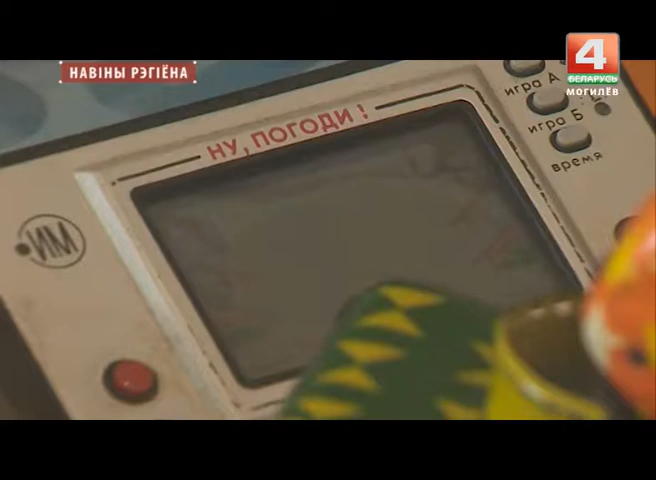 НАВІНЫ РЭГІЁНА
4
БЕЛАРУСЬ
МОГИЛЁВ
НУ, ПОГОДИ!
игра А
игра Б
время
ИМ